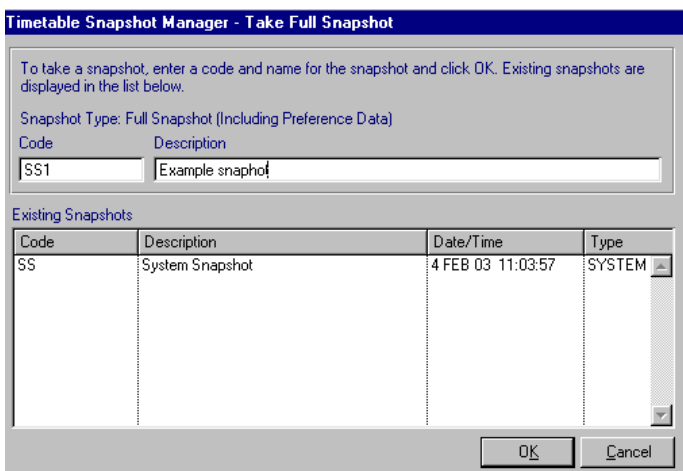 Timetable Snapshot Manager - Take Full Snapshot
To take a snapshot, enter a code and name for the snapshot and click OK. Existing snapshots are
displayed in the list below.
Snapshot Type: Full Snapshot (Including Preference Data)
Code Description
SS1 Example snaphot
Existing Snapshots
Code Description Date/Time Type
SS System Snapshot 4 FEB 03 11:03:57 SYSTEM
OK Cancel